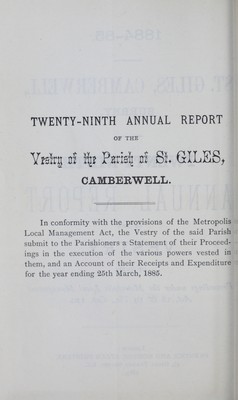 TWENTY-NINTH ANNUAL REPORT
OF THE
Vestry of the Parish of St. GILES,
CAMBERWELL.
In conformity with the provisions of the Metropolis
Local Management Act, the Vestry of the said Parish
submit to the Parishioners a Statement of their Proceed-
ings in the execution of the various powers vested in
them, and an Account of their Receipts and Expenditure
for the year ending 25th March, 1885.